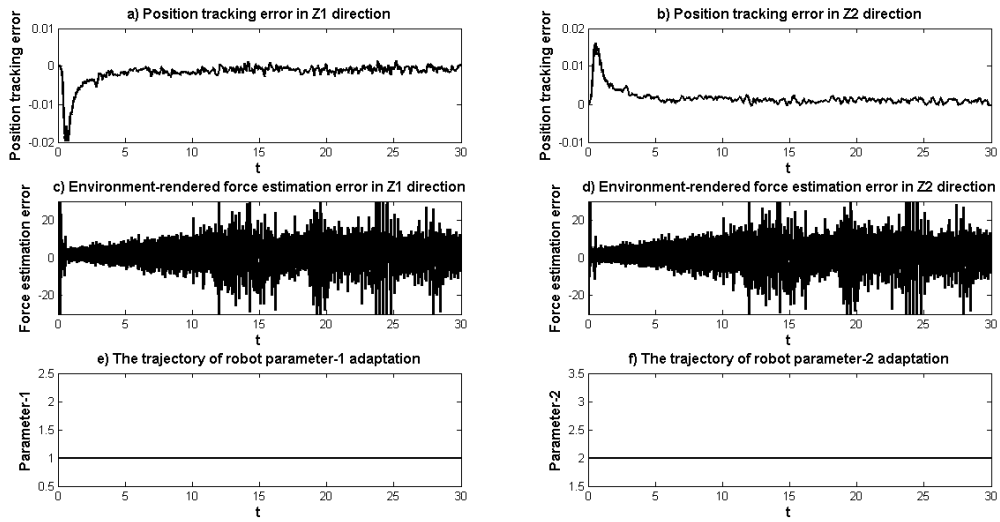 a) Position tracking error in Z1 direction
Position tracking error
0.01
0
-0.01
-0.02
0 5 10 15 20 25 30
t
b) Position tracking error in Z2 direction
Position tracking error
0.02
0.01
0
-0.01
0 5 10 15 20 25 30
t
c) Environment-rendered force estimation error in Z1 direction
Force estimation error
20
0
-20
0 5 10 15 20 25 30
t
d) Environment-rendered force estimation error in Z2 direction
Force estimation error
20
0
-20
0 5 10 15 20 25 30
t
e) The trajectory of robot parameter-1 adaptation
Parameter-1
2.5
2
1.5
1
0.5
0 5 10 15 20 25 30
t
f) The trajectory of robot parameter-2 adaptation
Parameter-2
3.5
3
2.5
2
1.5
0 5 10 15 20 25 30
t